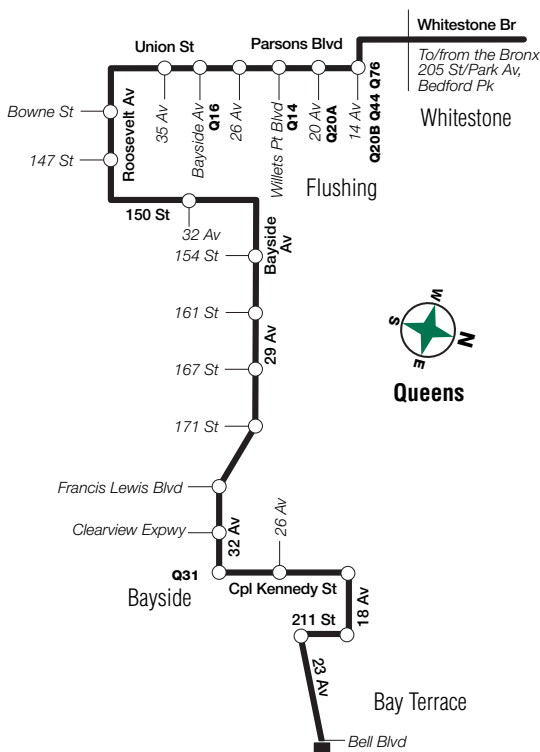 Whitestone Br
To/from the Bronx
205 St/Park Av,
Bedford Pk
Whitestone
Union St
Parsons Blvd
Bowne St
Roosevelt Av
147 St
35 Av
Bayside Av
Q16
26 Av
Willets Pt Blvd
Q14
20 Av
Q20A
14 Av
Q20B Q44 Q76
Flushing
150 St
32 Av
Bayside
Av
154 St
161 St
29 Av
167 St
171 St
W
S
N
E
Queens
Francis Lewis Blvd
Clearview Expwy
32 Av
26 Av
Q31
Cpl Kennedy St
Bayside
18 Av
211 St
23 Av
Bay Terrace
Bell Blvd